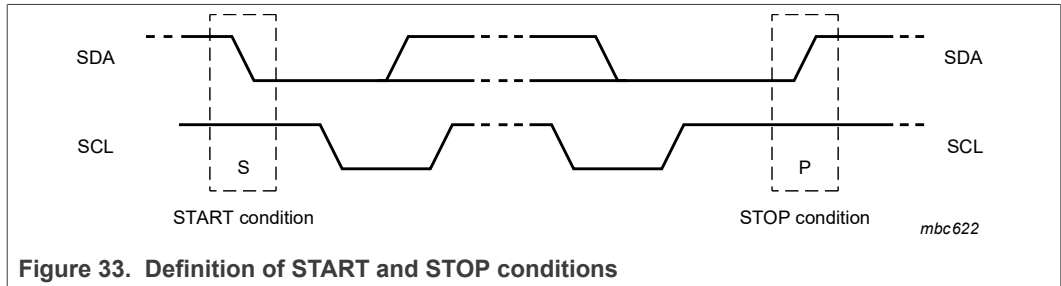 SDA SDA
SCL SCL
S P
START condition STOP condition
mbc622
Figure 33. Definition of START and STOP conditions